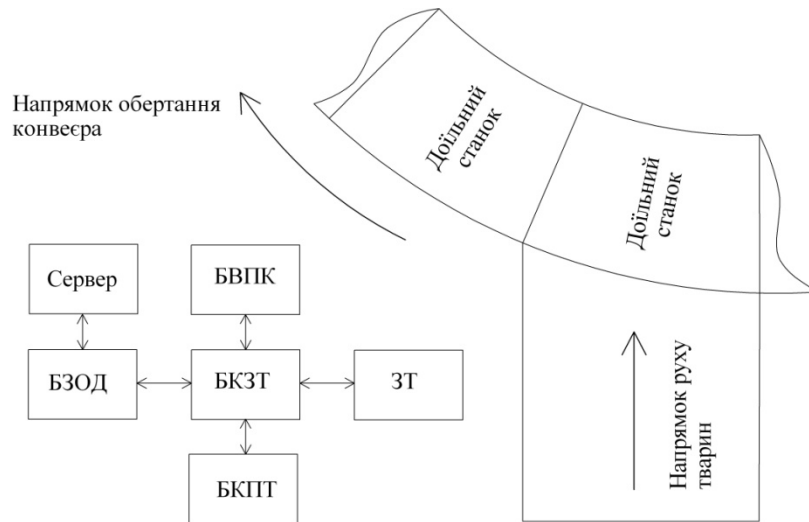 Напрямок обертання
конвеєра
Доїльний
станок
Доїльний
станок
Сервер
БВПК
БЗОД
БКЗТ
ЗТ
БКПТ
Напрямок руху
тварин